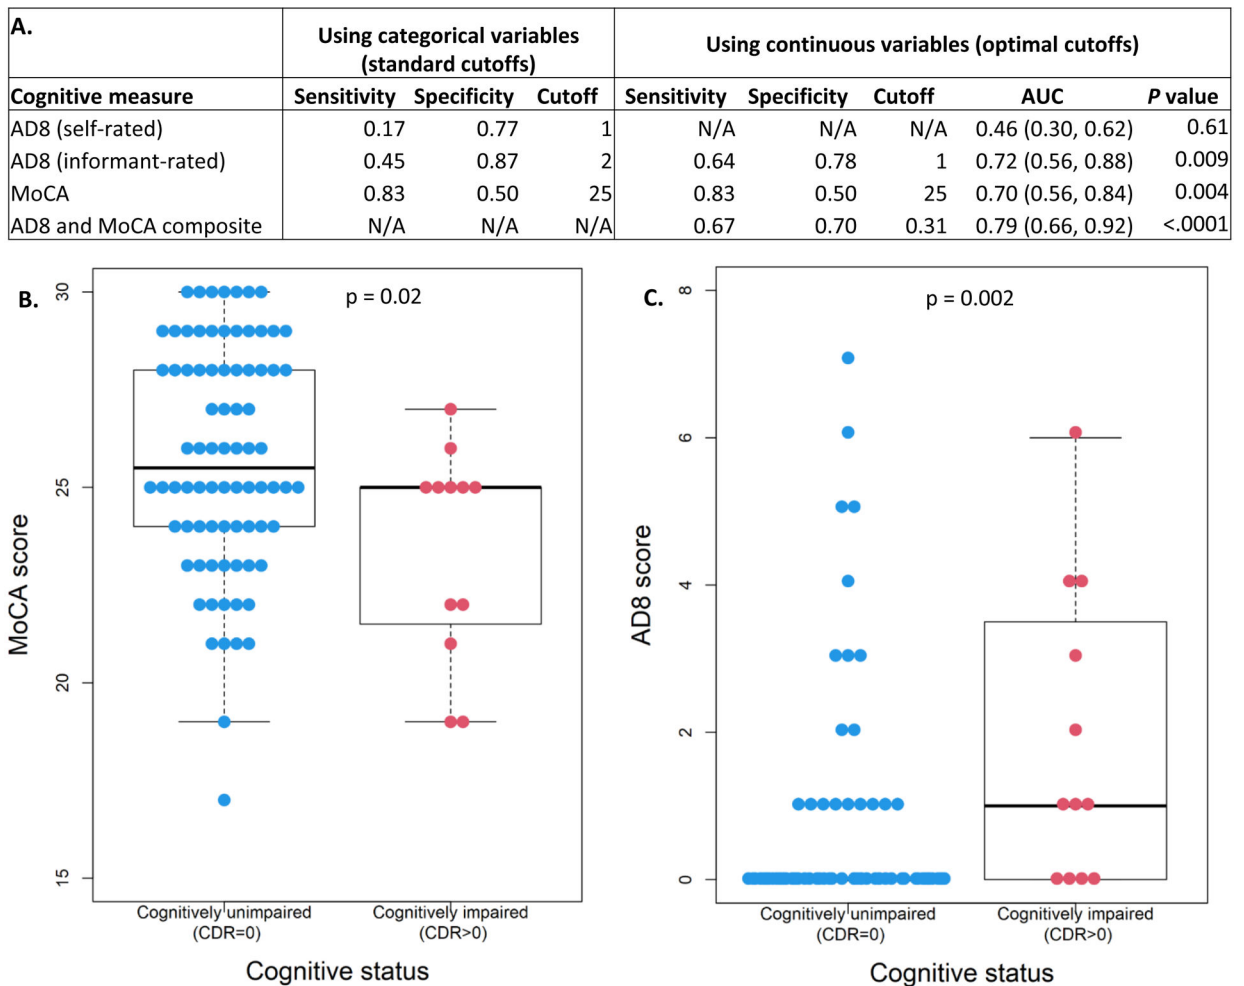 A.
Using categorical variables
(standard cutoffs)
Using continuous variables (optimal cutoffs)
Cognitive measure Sensitivity Specificity Cutoff Sensitivity Specificity Cutoff AUC P value
AD8 (self-rated) 0.17 0.77 1 N/A N/A N/A 0.46 (0.30, 0.62) 0.61
AD8 (informant-rated) 0.45 0.87 2 0.64 0.78 1 0.72 (0.56, 0.88) 0.009
MoCA 0.83 0.50 25 0.83 0.50 25 0.70 (0.56, 0.84) 0.004
AD8 and MoCA composite N/A N/A N/A 0.67 0.70 0.31 0.79 (0.66, 0.92) <.0001
B.
p = 0.02
30
25
20
15
MoCA score
Cognitively unimpaired
(CDR=0)
Cognitively impaired
(CDR>0)
Cognitive status
C.
p = 0.002
8
6
4
2
0
AD8 score
Cognitively unimpaired
(CDR=0)
Cognitively impaired
(CDR>0)
Cognitive status